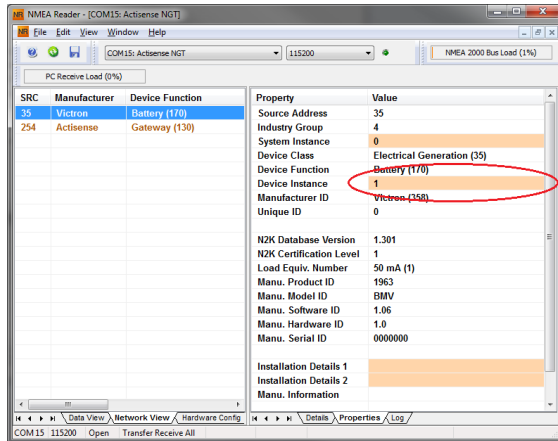 NMEA Reader - [COM15: Actisense NGT]
File Edit View Window Help
COM15: Actisense NGT 115200 NMEA 2000 Bus Load (1%)
PC Receive Load (0%)
SRC Manufacturer Device Function
35 Victron Battery (170)
254 Actisense Gateway (130)
Property Value
Source Address 35
Industry Group 4
System Instance 0
Device Class Electrical Generation (35)
Device Function Battery (170)
Device Instance 1
Manufacturer ID Victron (358)
Unique ID 0
N2K Database Version 1.301
N2K Certification Level 1
Load Equiv. Number 50 mA (1)
Manu. Product ID 1963
Manu. Model ID BMV
Manu. Software ID 1.06
Manu. Hardware ID 1.0
Manu. Serial ID 0000000
Installation Details 1
Installation Details 2
Manu. Information
Data View Network View Hardware Config Details Properties Log
COM 15 115200 Open Transfer Receive All